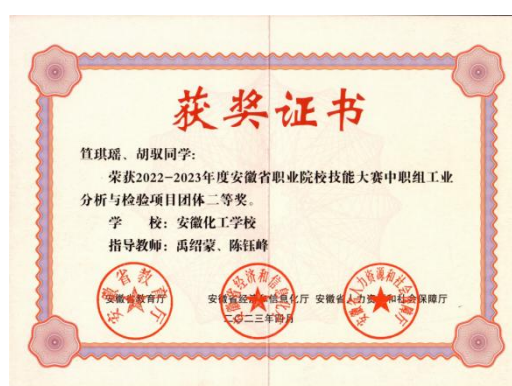 获奖证书
笪琪瑶、胡驭同学:
荣获2022-2023年度安徽省职业院校技能大赛中职组工业
分析与检验项目团体二等奖。
学 校: 安徽化工学校
指导教师: 禹绍蒙、陈钰峰
安徽省教育厅 安徽省经济和信息化厅 安徽省人力资源和社会保障厅
二〇二三年四月